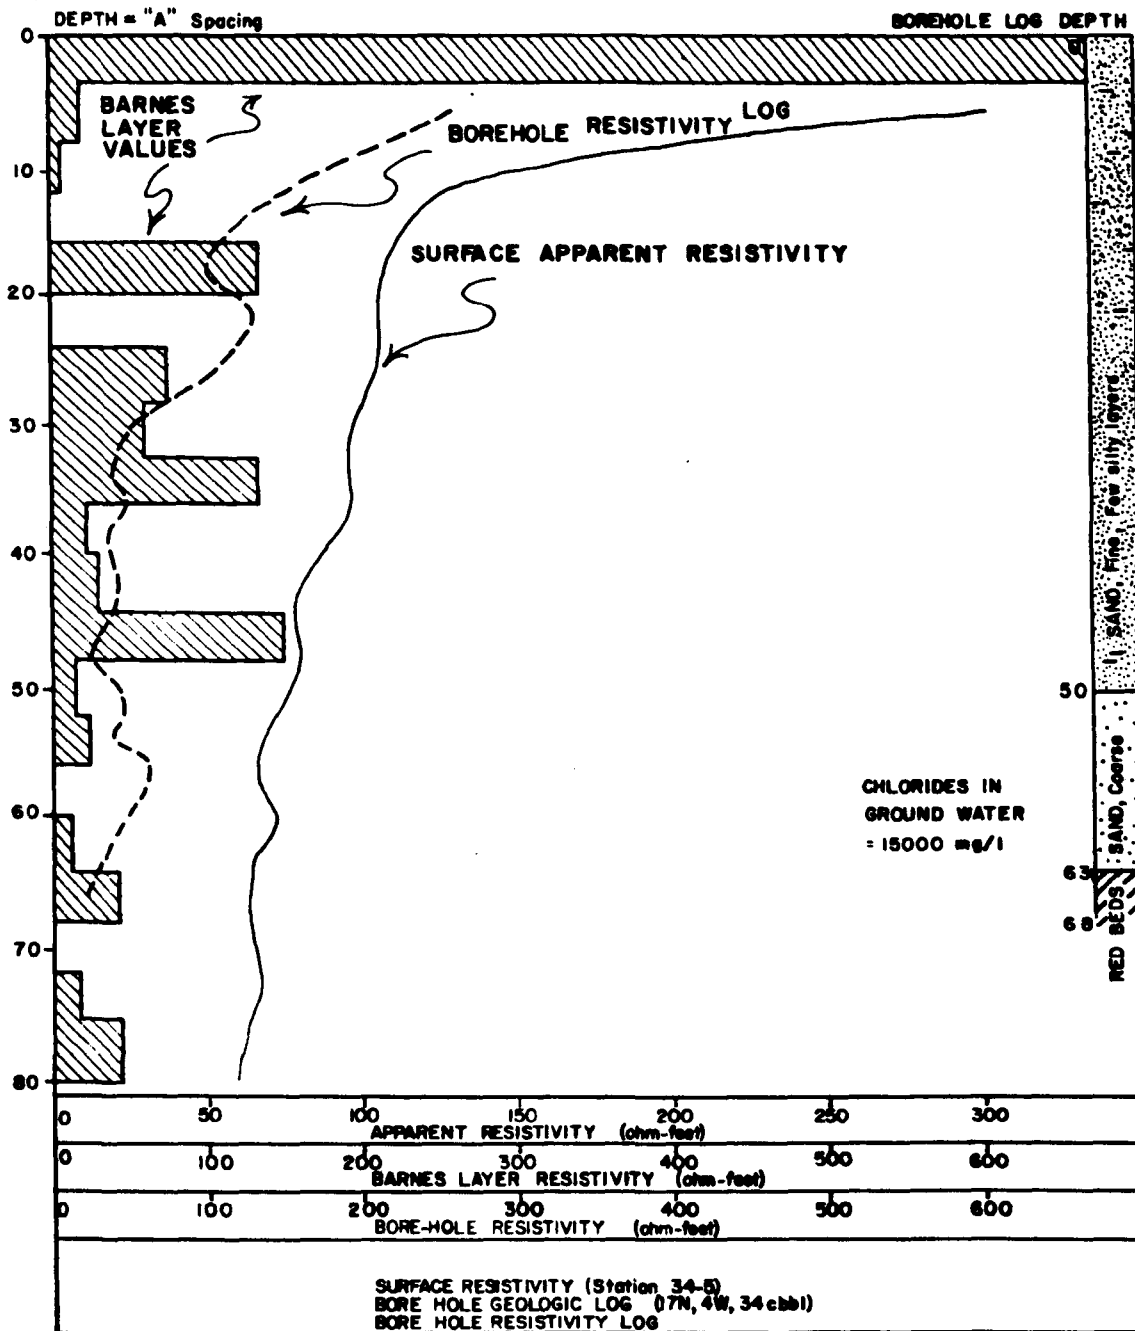 DEPTH = "A" Spacing
BOREHOLE LOG DEPTH
0
10
20
30
40
50
60
70
80
BARNES
LAYER
VALUES
BOREHOLE RESISTIVITY LOG
SURFACE APPARENT RESISTIVITY
CHLORIDES IN
GROUND WATER
= 15000 mg/l
SAND, Fine, Few silty layers
50
SAND, Coarse
63
RED BEDS
68
0 50 100 150 200 250 300
APPARENT RESISTIVITY (ohm-feet)
0 100 200 300 400 500 600
BARNES LAYER RESISTIVITY (ohm-feet)
0 100 200 300 400 500 600
BORE-HOLE RESISTIVITY (ohm-feet)
SURFACE RESISTIVITY (Station 34-5)
BORE HOLE GEOLOGIC LOG (17N, 4W, 34cbbl)
BORE HOLE RESISTIVITY LOG